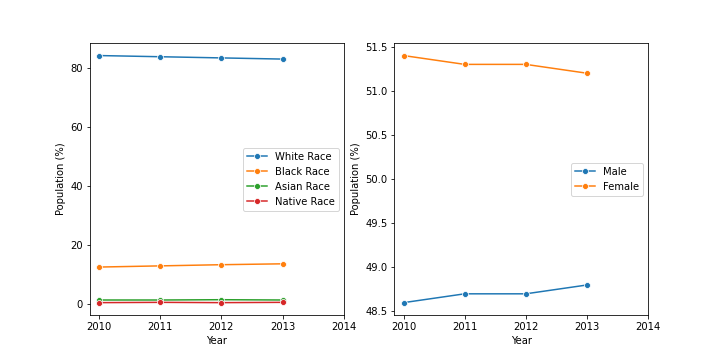 Population (%)
80
60
40
20
0
2010 2011 2012 2013 2014
Year
White Race
Black Race
Asian Race
Native Race
Population (%)
51.5
51.0
50.5
50.0
49.5
49.0
48.5
2010 2011 2012 2013 2014
Year
Male
Female